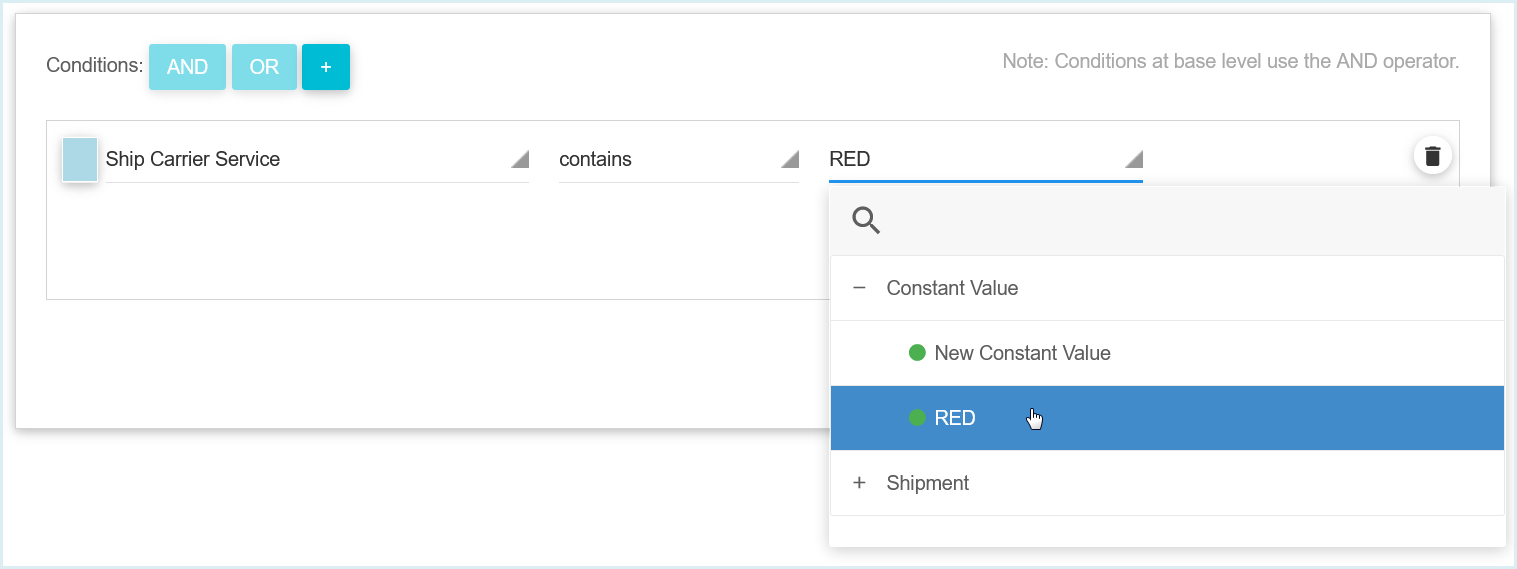 Conditions: AND OR +
Note: Conditions at base level use the AND operator.
Ship Carrier Service contains RED
− Constant Value
New Constant Value
RED
+ Shipment